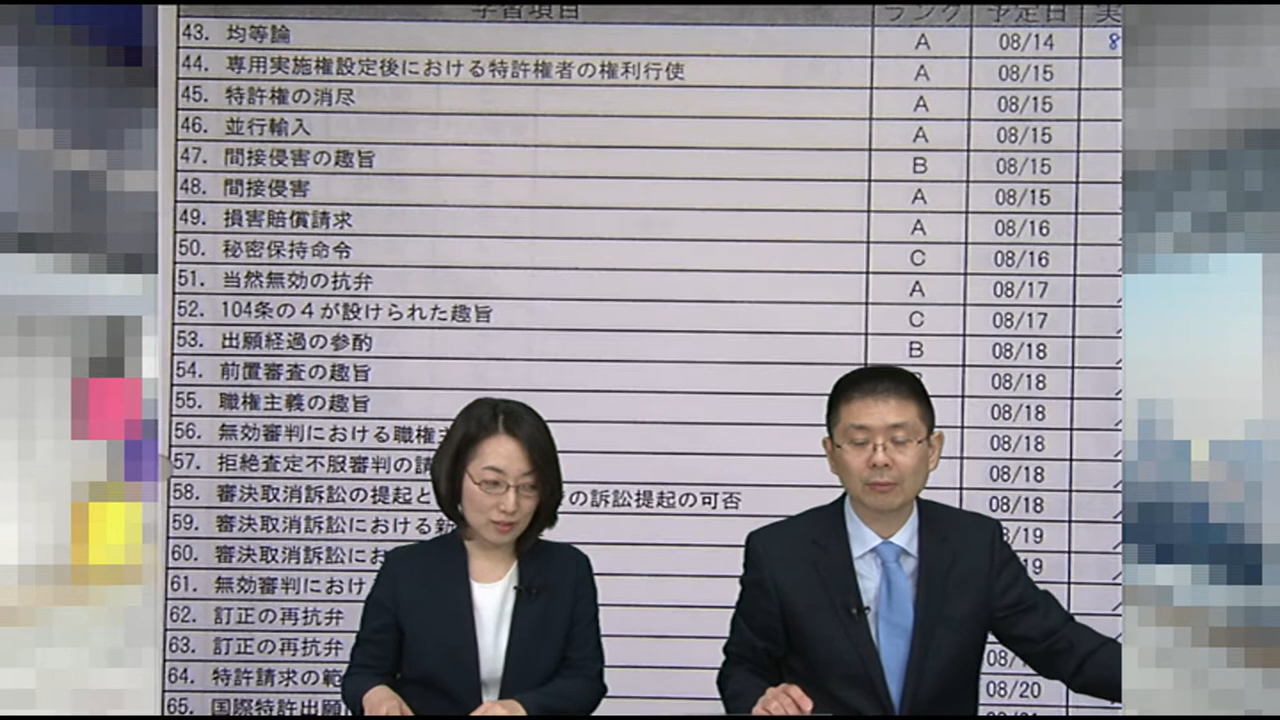 学習項目 ランク 予定日 実
43. 均等論 A 08/14 8
44. 専用実施権設定後における特許権者の権利行使 A 08/15
45. 特許権の消尽 A 08/15
46. 並行輸入 A 08/15
47. 間接侵害の趣旨 B 08/15
48. 間接侵害 A 08/15
49. 損害賠償請求 A 08/16
50. 秘密保持命令 C 08/16
51. 当然無効の抗弁 A 08/17
52. 104条の4が設けられた趣旨 C 08/17
53. 出願経過の参酌 B 08/18
54. 前置審査の趣旨 08/18
55. 職権主義の趣旨 08/18
56. 無効審判における職権 08/18
57. 拒絶査定不服審判の請 08/18
58. 審決取消訴訟の提起と の訴訟提起の可否 08/18
59. 審決取消訴訟における新 /19
60. 審決取消訴訟にお 19
61. 無効審判におけ
62. 訂正の再抗弁
63. 訂正の再抗弁 08/
64. 特許請求の範 08/20
65. 国際特許出願